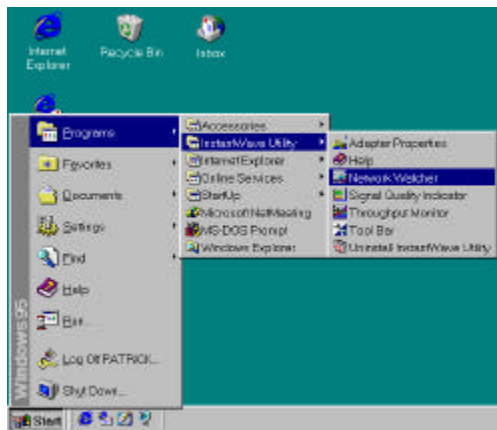 Internet
Explorer
Recycle Bin
Inbox
Programs
Favorites
Documents
Settings
Find
Help
Run...
Log Off PATRICK...
Shut Down...
Windows 95
Accessories
InstantWave Utility
Internet Explorer
Online Services
StartUp
Microsoft NetMeeting
MS-DOS Prompt
Windows Explorer
Adapter Properties
Help
Network Watcher
Signal Quality Indicator
Throughput Monitor
Tool Bar
Uninstall InstantWave Utility
Start